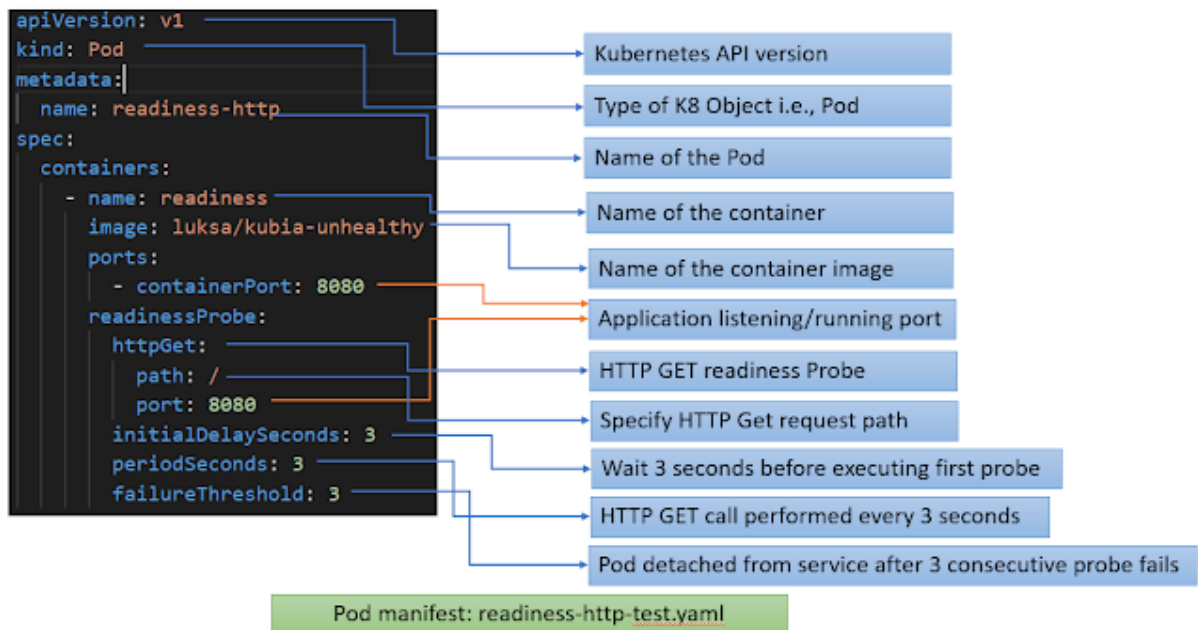 apiVersion: v1
kind: Pod
metadata:
  name: readiness-http
spec:
  containers:
    - name: readiness
      image: luksa/kubia-unhealthy
      ports:
        - containerPort: 8080
      readinessProbe:
        httpGet:
          path: /
          port: 8080
        initialDelaySeconds: 3
        periodSeconds: 3
        failureThreshold: 3
Kubernetes API version
Type of K8 Object i.e., Pod
Name of the Pod
Name of the container
Name of the container image
Application listening/running port
HTTP GET readiness Probe
Specify HTTP Get request path
Wait 3 seconds before executing first probe
HTTP GET call performed every 3 seconds
Pod detached from service after 3 consecutive probe fails
Pod manifest: readiness-http-test.yaml